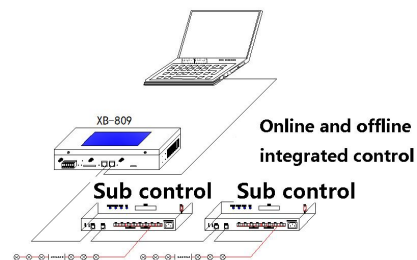 XB-809
Online and offline
integrated control
Sub control Sub control